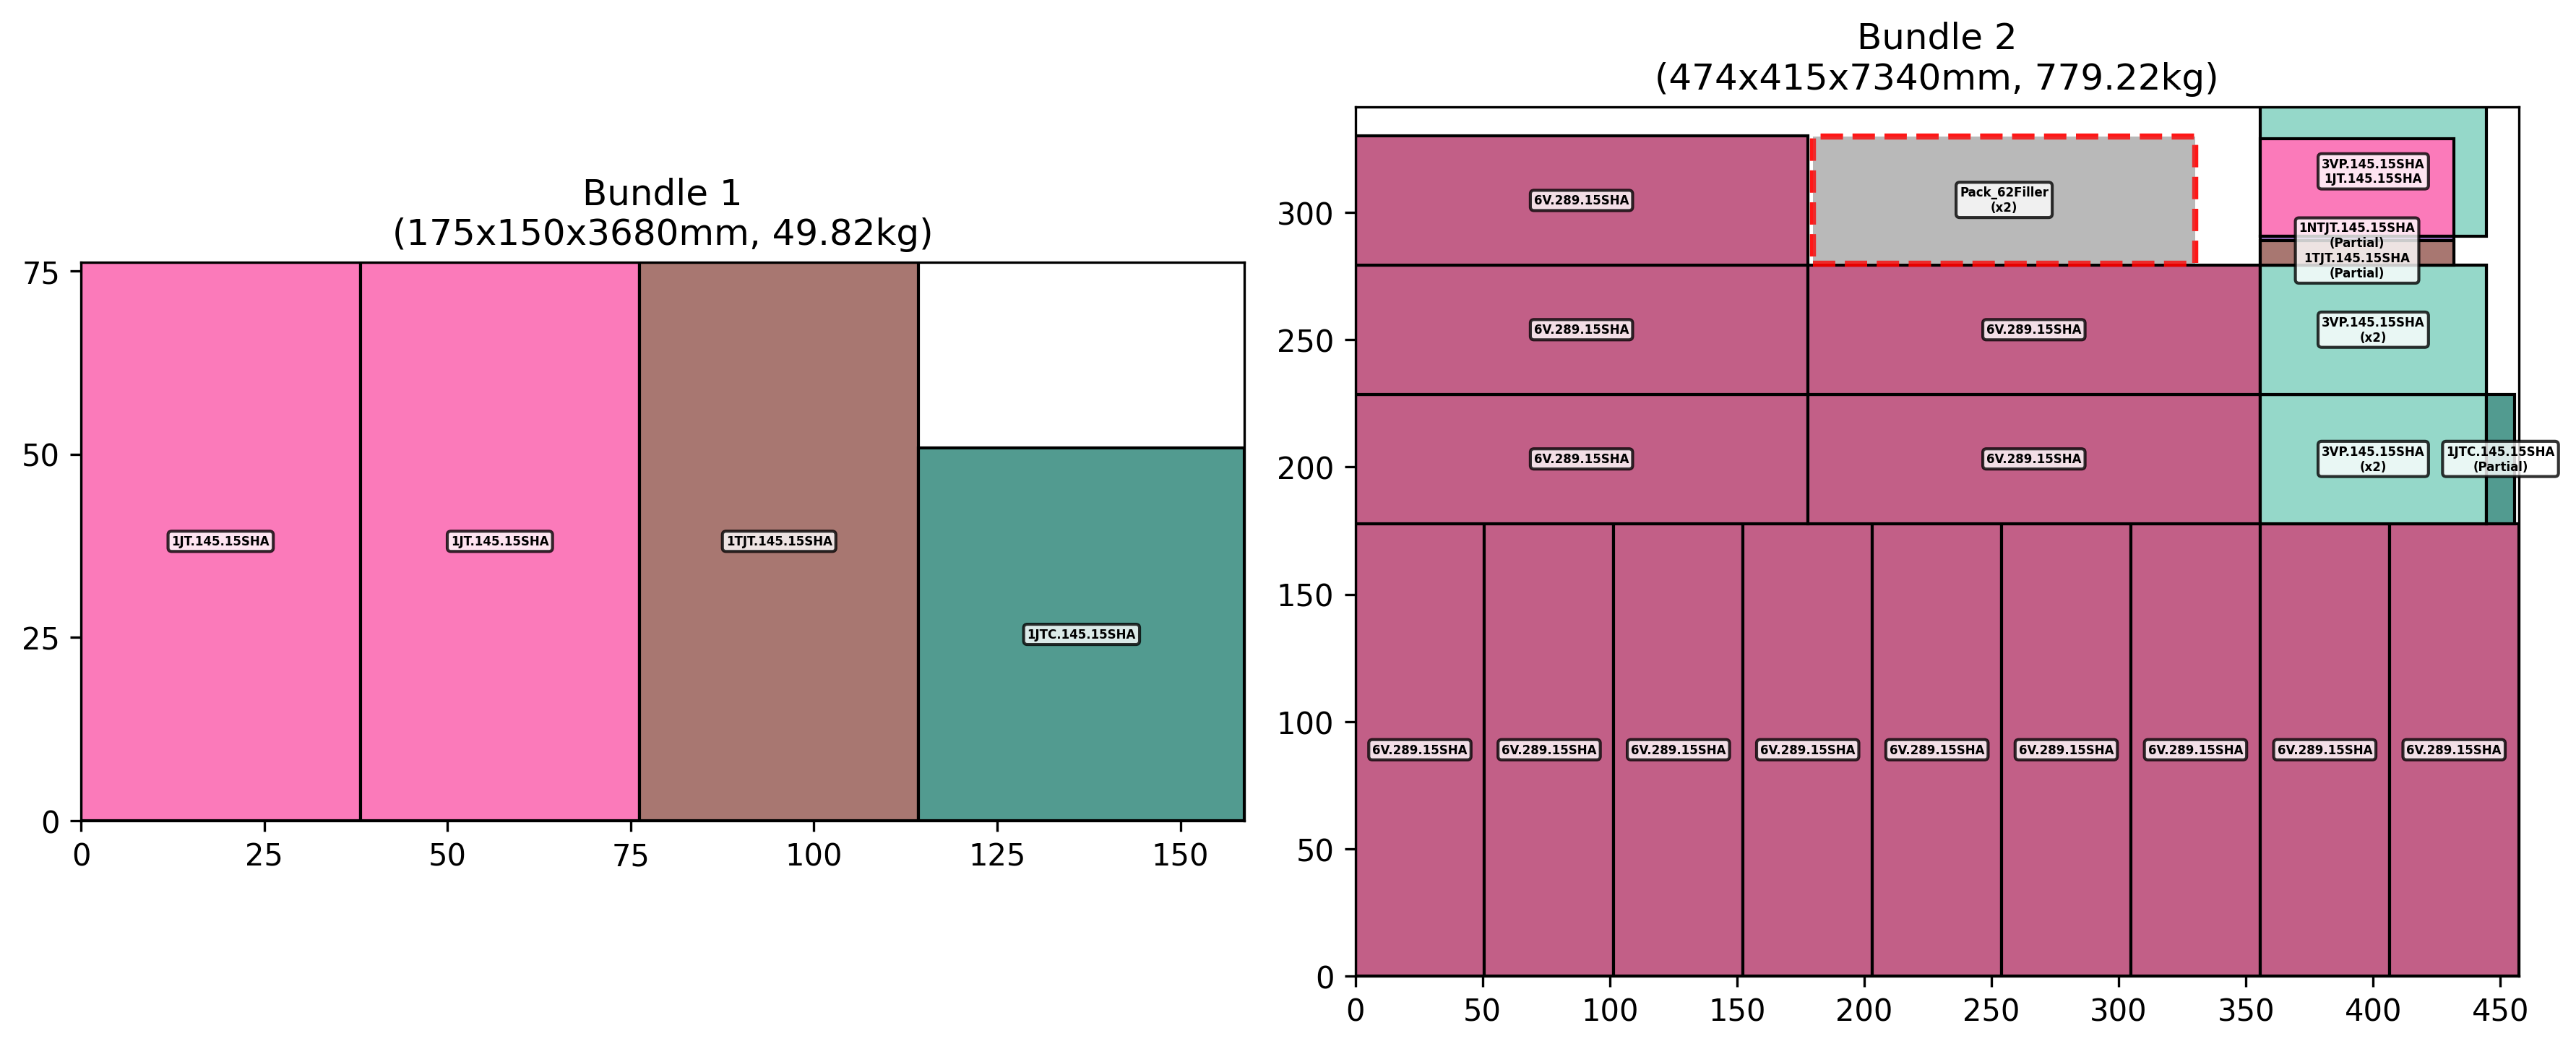 Bundle 1
(175x150x3680mm, 49.82kg)
75
50
25
0
1JT.145.15SHA
1JT.145.15SHA
1TJT.145.15SHA
1JTC.145.15SHA
0
25
50
75
100
125
150
Bundle 2
(474x415x7340mm, 779.22kg)
300
250
200
150
100
50
0
6V.289.15SHA
Pack_62Filler
(x2)
3VP.145.15SHA
1JT.145.15SHA
1NTJT.145.15SHA
(Partial)
1TJT.145.15SHA
(Partial)
6V.289.15SHA
6V.289.15SHA
3VP.145.15SHA
(x2)
6V.289.15SHA
6V.289.15SHA
3VP.145.15SHA
(x2)
1JTC.145.15SHA
(Partial)
6V.289.15SHA
6V.289.15SHA
6V.289.15SHA
6V.289.15SHA
6V.289.15SHA
6V.289.15SHA
6V.289.15SHA
6V.289.15SHA
6V.289.15SHA
0
50
100
150
200
250
300
350
400
450